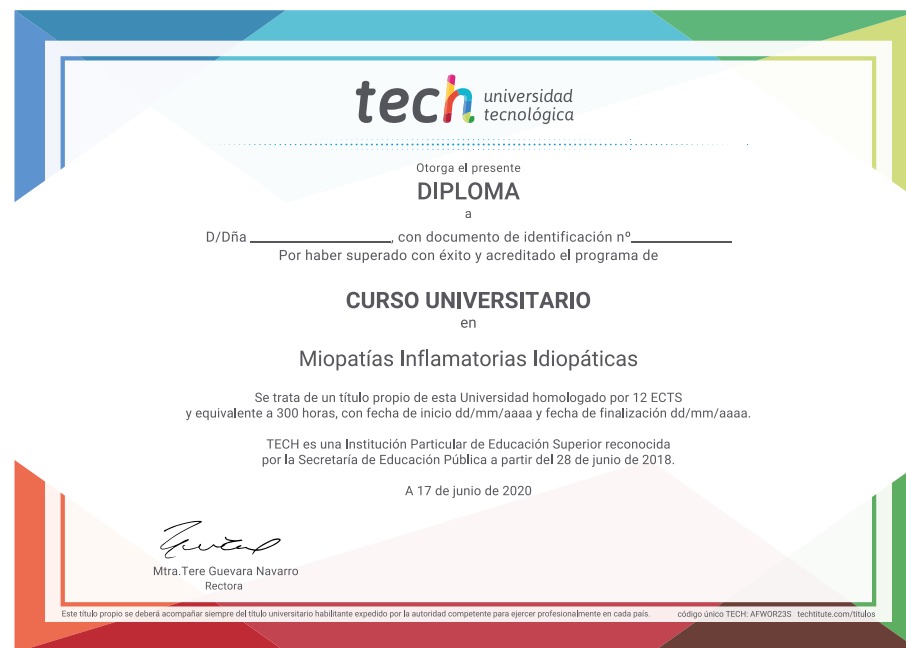 tech universidad
tecnológica
Otorga el presente
DIPLOMA
a
D/Dña ____________________, con documento de identificación nº______________
Por haber superado con éxito y acreditado el programa de
CURSO UNIVERSITARIO
en
Miopatías Inflamatorias Idiopáticas
Se trata de un título propio de esta Universidad homologado por 12 ECTS
y equivalente a 300 horas, con fecha de inicio dd/mm/aaaa y fecha de finalización dd/mm/aaaa.
TECH es una Institución Particular de Educación Superior reconocida
por la Secretaría de Educación Pública a partir del 28 de junio de 2018.
A 17 de junio de 2020
Mtra.Tere Guevara Navarro
Rectora
Este título propio se deberá acompañar siempre del título universitario habilitante expedido por la autoridad competente para ejercer profesionalmente en cada país. código único TECH: AFWOR23S techtitute.com/titulos